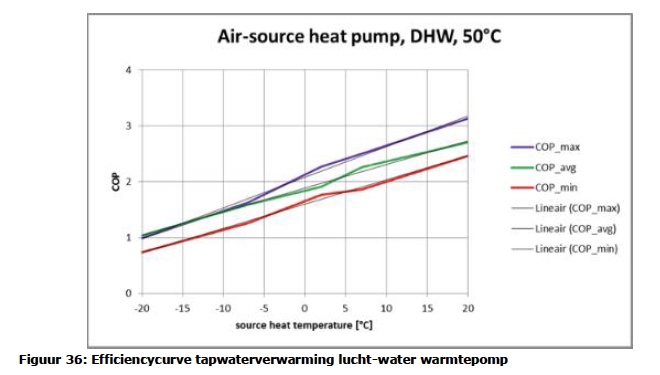 Air-source heat pump, DHW, 50°C
4
3
2
1
0
COP
-20 -15 -10 -5 0 5 10 15 20
source heat temperature [°C]
COP_max
COP_avg
COP_min
Lineair (COP_max)
Lineair (COP_avg)
Lineair (COP_min)
Figuur 36: Efficiencycurve tapwaterverwarming lucht-water warmtepomp